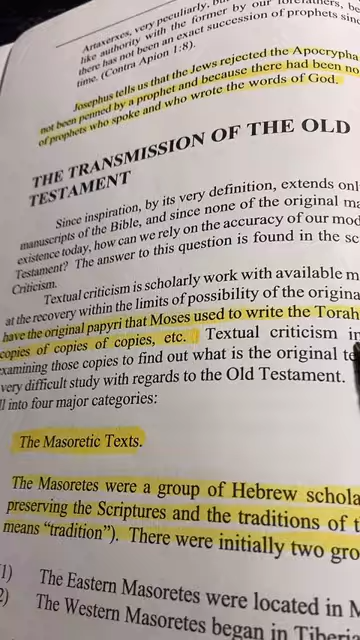 Artaxerxes, very peculiarly, but
like authority with the former by our forefathers, be
there has not been an exact succession of prophets sinc
time. (Contra Apion 1:8).
Josephus tells us that the Jews rejected the Apocrypha
not been penned by a prophet and because there had been no
of prophets who spoke and who wrote the words of God.
THE TRANSMISSION OF THE OLD
TESTAMENT
Since inspiration, by its very definition, extends onl
manuscripts of the Bible, and since none of the original ma
existence today, how can we rely on the accuracy of our mod
Testament? The answer to this question is found in the sc
Criticism.
Textual criticism is scholarly work with available m
at the recovery within the limits of possibility of the origina
have the original papyri that Moses used to write the Torah
copies of copies of copies, etc. Textual criticism in
examining those copies to find out what is the original te
very difficult study with regards to the Old Testament.
ll into four major categories:
The Masoretic Texts.
The Masoretes were a group of Hebrew schola
preserving the Scriptures and the traditions of t
means “tradition”). There were initially two gro
1) The Eastern Masoretes were located in M
2) The Western Masoretes began in Tiberia